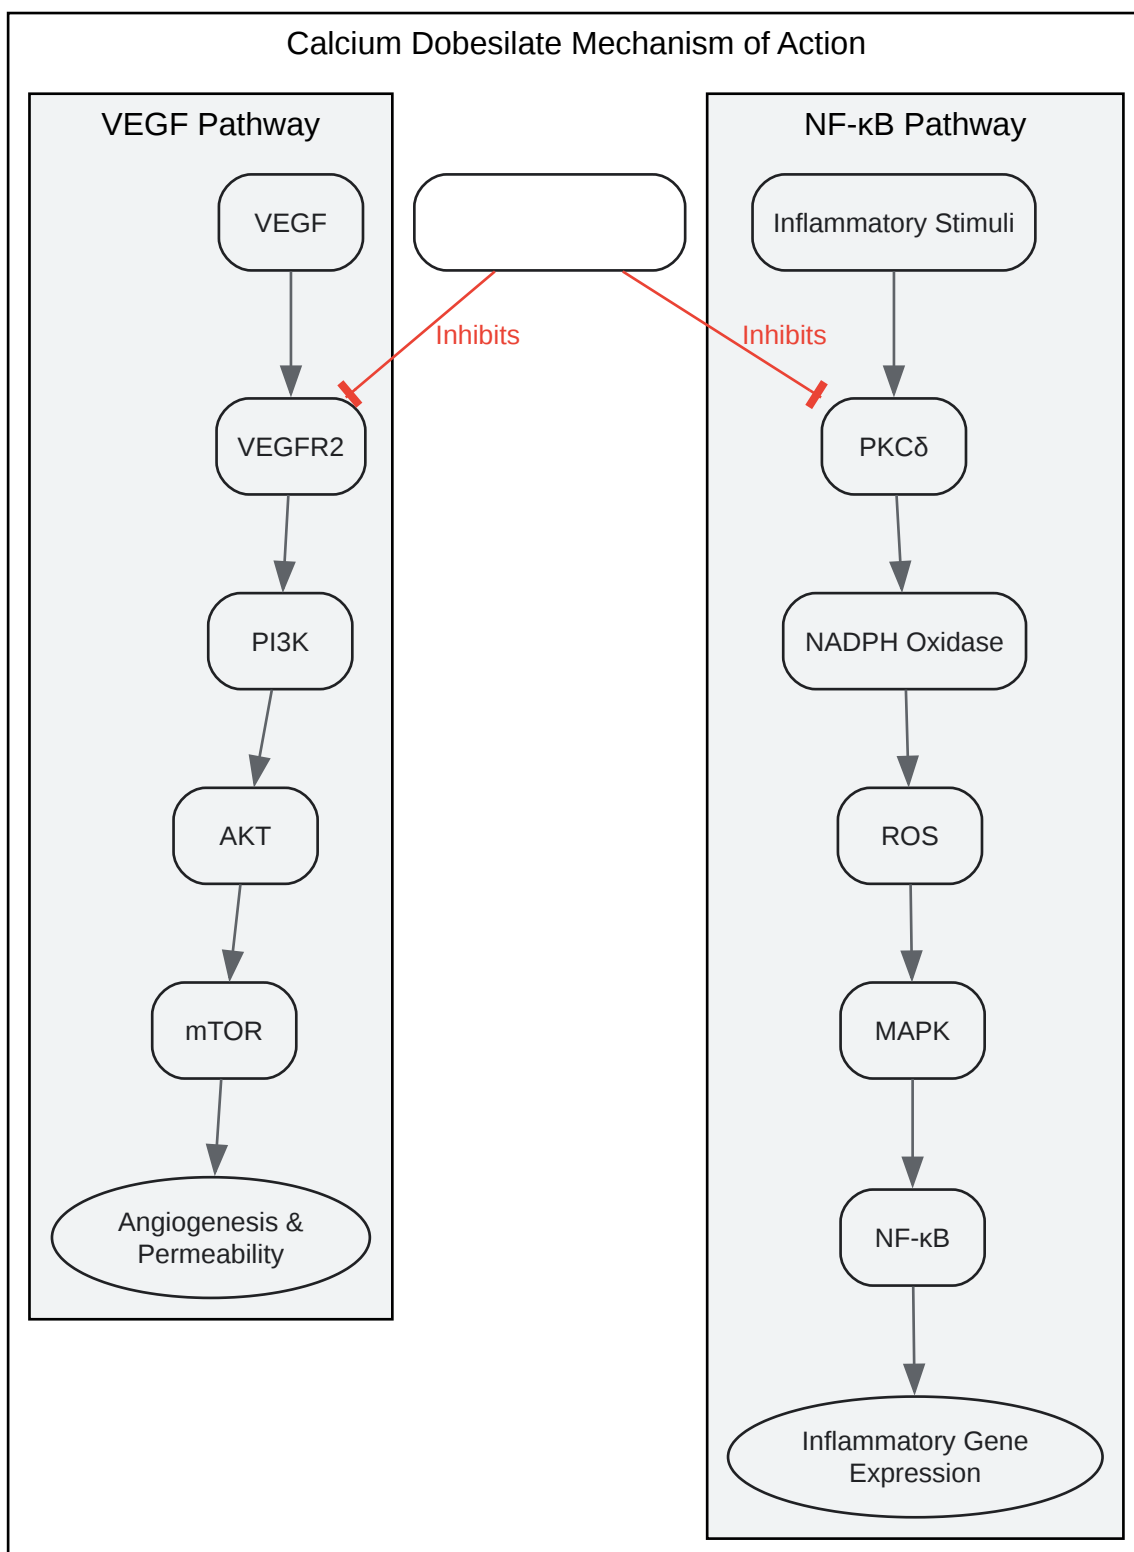 Calcium Dobesilate Mechanism of Action
VEGF Pathway
VEGF
Inhibits
VEGFR2
PI3K
AKT
mTOR
Angiogenesis &
Permeability
NF-κB Pathway
Inflammatory Stimuli
Inhibits
PKCδ
NADPH Oxidase
ROS
MAPK
NF-κB
Inflammatory Gene
Expression